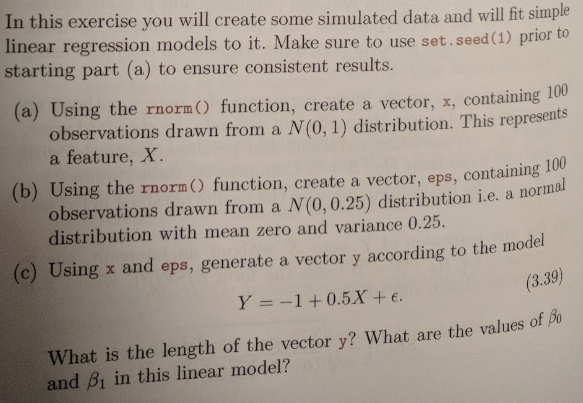 In this exercise you will create some simulated data and will fit simple
linear regression models to it. Make sure to use set.seed(1) prior to
starting part (a) to ensure consistent results.
(a) Using the rnorm() function, create a vector, x, containing 100
observations drawn from a N(0, 1) distribution. This represents
a feature, X.
(b) Using the rnorm() function, create a vector, eps, containing 100
observations drawn from a N(0, 0.25) distribution i.e. a normal
distribution with mean zero and variance 0.25.
(c) Using x and eps, generate a vector y according to the model
Y = −1 + 0.5X + ϵ. (3.39)
What is the length of the vector y? What are the values of β0
and β1 in this linear model?